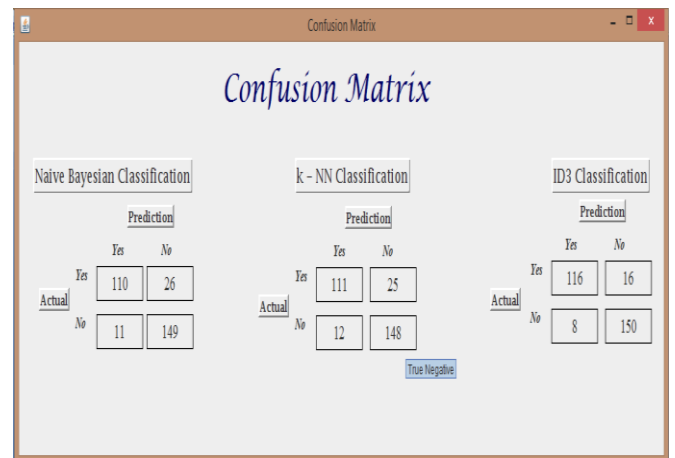 Confusion Matrix
Confusion Matrix
Naive Bayesian Classification
k – NN Classification
ID3 Classification
Prediction
Prediction
Prediction
Yes No
Yes No
Yes No
Actual
Yes 110 26
No 11 149
Actual
Yes 111 25
No 12 148
Actual
Yes 116 16
No 8 150
True Negative